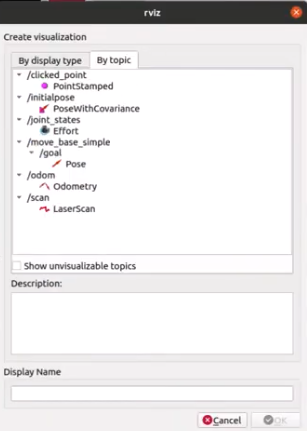 rviz
Create visualization
By display type
By topic
/clicked_point
PointStamped
/initialpose
PoseWithCovariance
/joint_states
Effort
/move_base_simple
/goal
Pose
/odom
Odometry
/scan
LaserScan
Show unvisualizable topics
Description:
Display Name
Cancel
OK